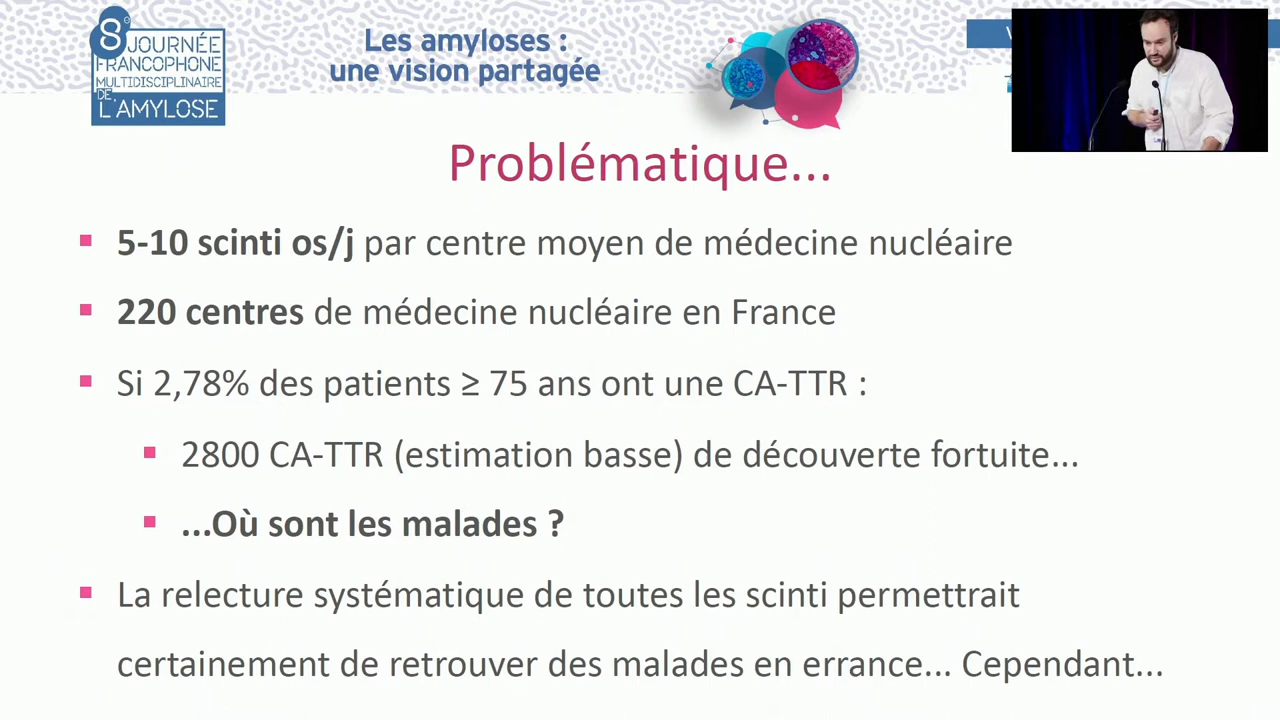 8e
JOURNÉE
FRANCOPHONE
MULTIDISCIPLINAIRE
DE
L'AMYLOSE
Les amyloses :
une vision partagée
Problématique...
5-10 scinti os/j par centre moyen de médecine nucléaire
220 centres de médecine nucléaire en France
Si 2,78% des patients ≥ 75 ans ont une CA-TTR :
2800 CA-TTR (estimation basse) de découverte fortuite...
...Où sont les malades ?
La relecture systématique de toutes les scinti permettrait
certainement de retrouver des malades en errance... Cependant...